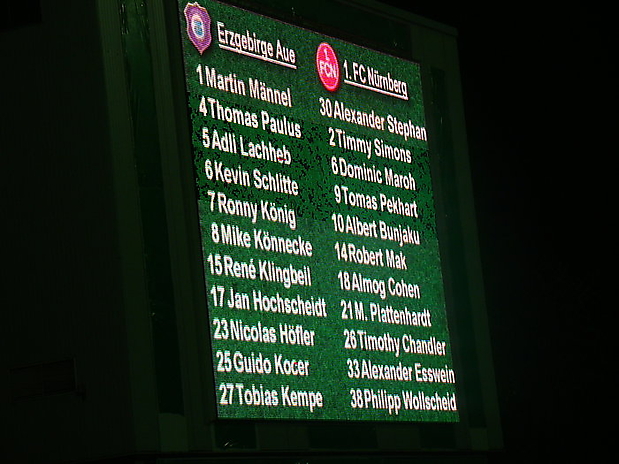 Erzgebirge Aue
1 Martin Männel
4 Thomas Paulus
5 Adli Lachheb
6 Kevin Schlitte
7 Ronny König
8 Mike Könnecke
15 René Klingbeil
17 Jan Hochscheidt
23 Nicolas Höfler
25 Guido Kocer
27 Tobias Kempe
1. FCN
1. FC Nürnberg
30 Alexander Stephan
2 Timmy Simons
6 Dominic Maroh
9 Tomas Pekhart
10 Albert Bunjaku
14 Robert Mak
18 Almog Cohen
21 M. Plattenhardt
26 Timothy Chandler
33 Alexander Esswein
38 Philipp Wollscheid